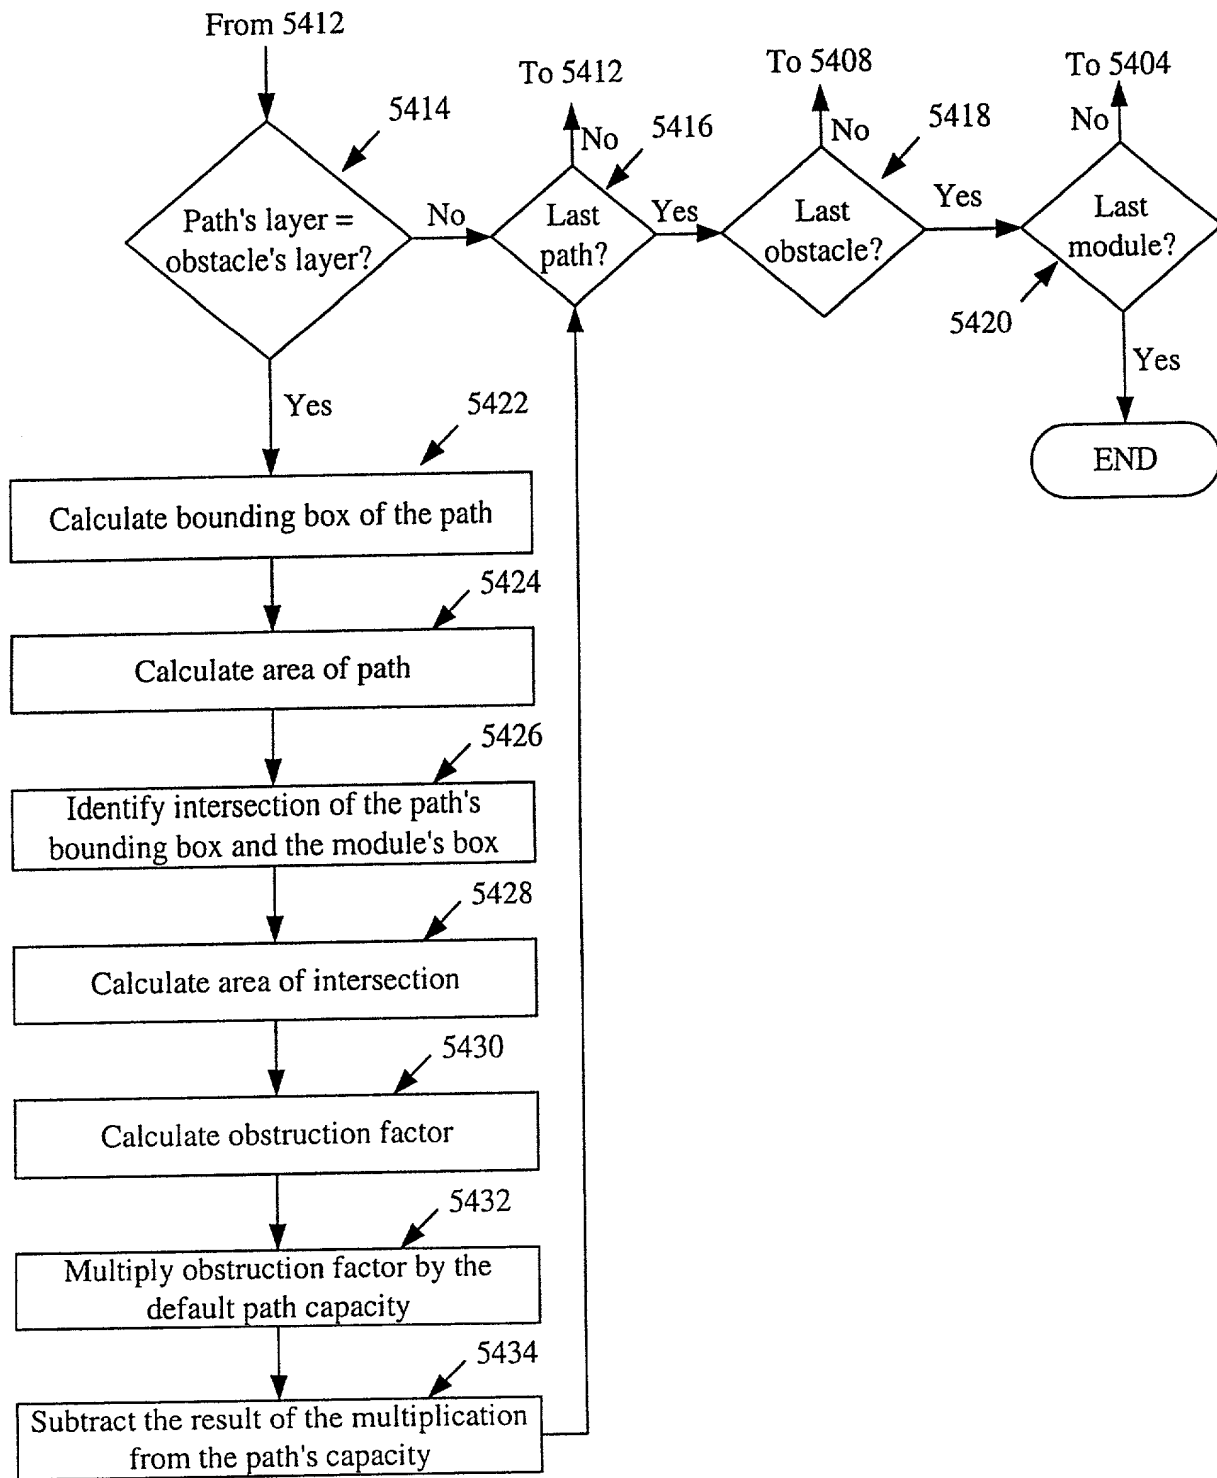 From 5412
To 5412
To 5408
To 5404
5414
No
5416
No
5418
No
Path's layer =
obstacle's layer?
No
Last
path?
Yes
Last
obstacle?
Yes
Last
module?
5420
Yes
Yes
END
5422
Calculate bounding box of the path
5424
Calculate area of path
5426
Identify intersection of the path's
bounding box and the module's box
5428
Calculate area of intersection
5430
Calculate obstruction factor
5432
Multiply obstruction factor by the
default path capacity
5434
Subtract the result of the multiplication
from the path's capacity